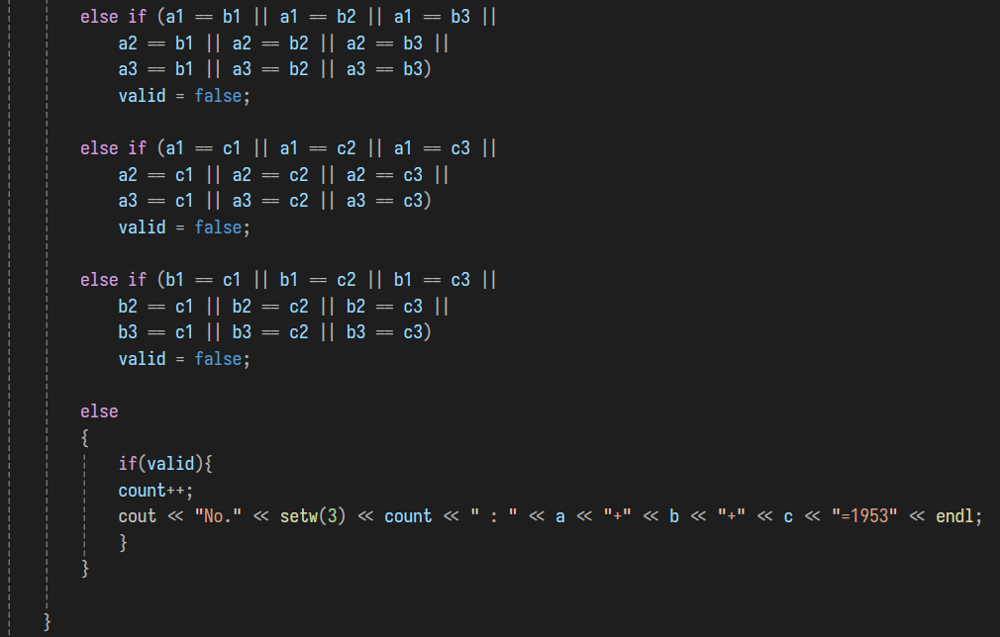 else if (a1 == b1 || a1 == b2 || a1 == b3 ||
a2 == b1 || a2 == b2 || a2 == b3 ||
a3 == b1 || a3 == b2 || a3 == b3)
valid = false;
else if (a1 == c1 || a1 == c2 || a1 == c3 ||
a2 == c1 || a2 == c2 || a2 == c3 ||
a3 == c1 || a3 == c2 || a3 == c3)
valid = false;
else if (b1 == c1 || b1 == c2 || b1 == c3 ||
b2 == c1 || b2 == c2 || b2 == c3 ||
b3 == c1 || b3 == c2 || b3 == c3)
valid = false;
else
{
if(valid){
count++;
cout << "No." << setw(3) << count << " : " << a << "+" << b << "+" << c << "=1953" << endl;
}
}
}